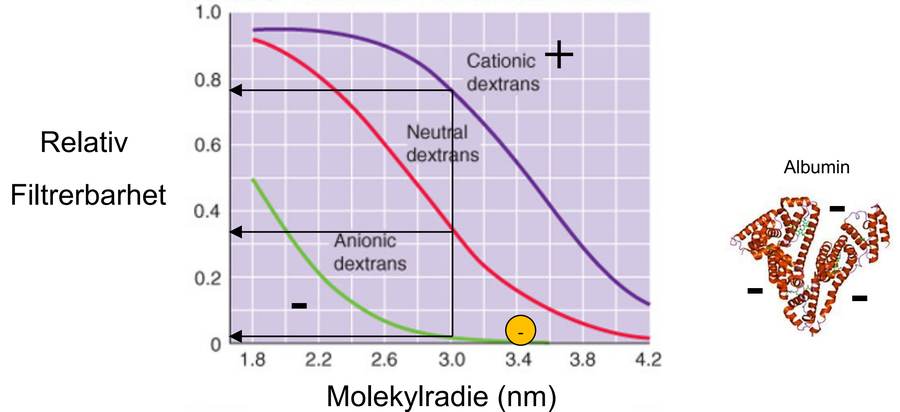 1.0
0.8
0.6
0.4
0.2
0
Relativ
Filtrerbarhet
Cationic
dextrans
+
Neutral
dextrans
Anionic
dextrans
-
-
1.8 2.2 2.6 3.0 3.4 3.8 4.2
Molekylradie (nm)
Albumin
-
-
-